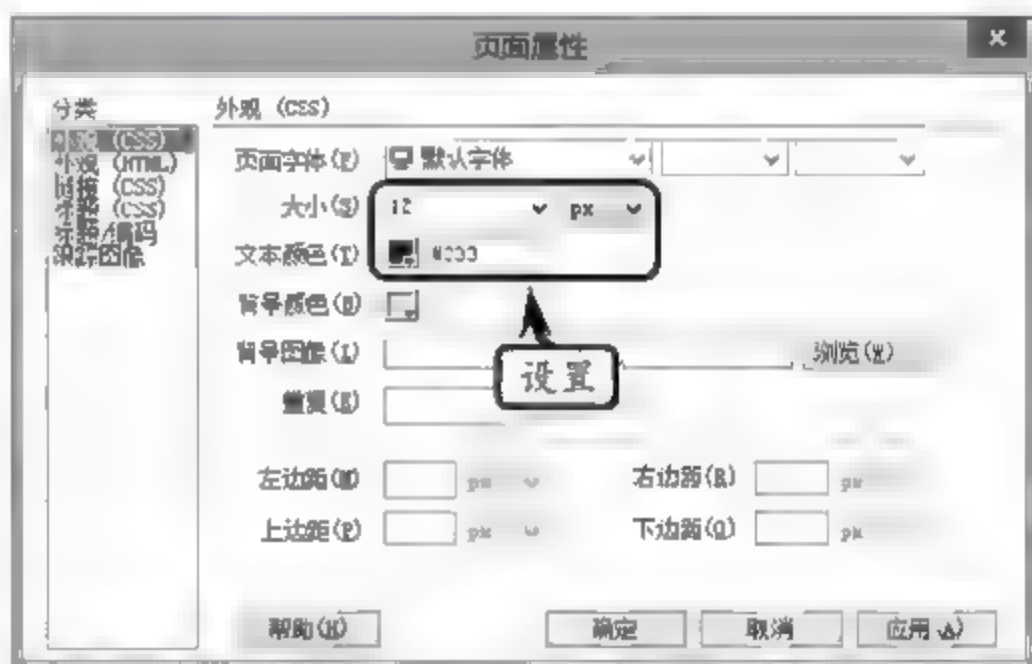 页面属性
分类
外观 (CSS)
外观 (CSS)
外观 (HTML)
链接 (CSS)
标题 (CSS)
标题/编码
跟踪图像
页面字体(F) 默认字体
大小(S) 12 px
文本颜色(T)
背景颜色(B)
背景图像(I) 浏览(W)
设置
重复(E)
左边距(M) px 右边距(R) px
上边距(P) px 下边距(O) px
帮助(H) 确定 取消 应用(A)